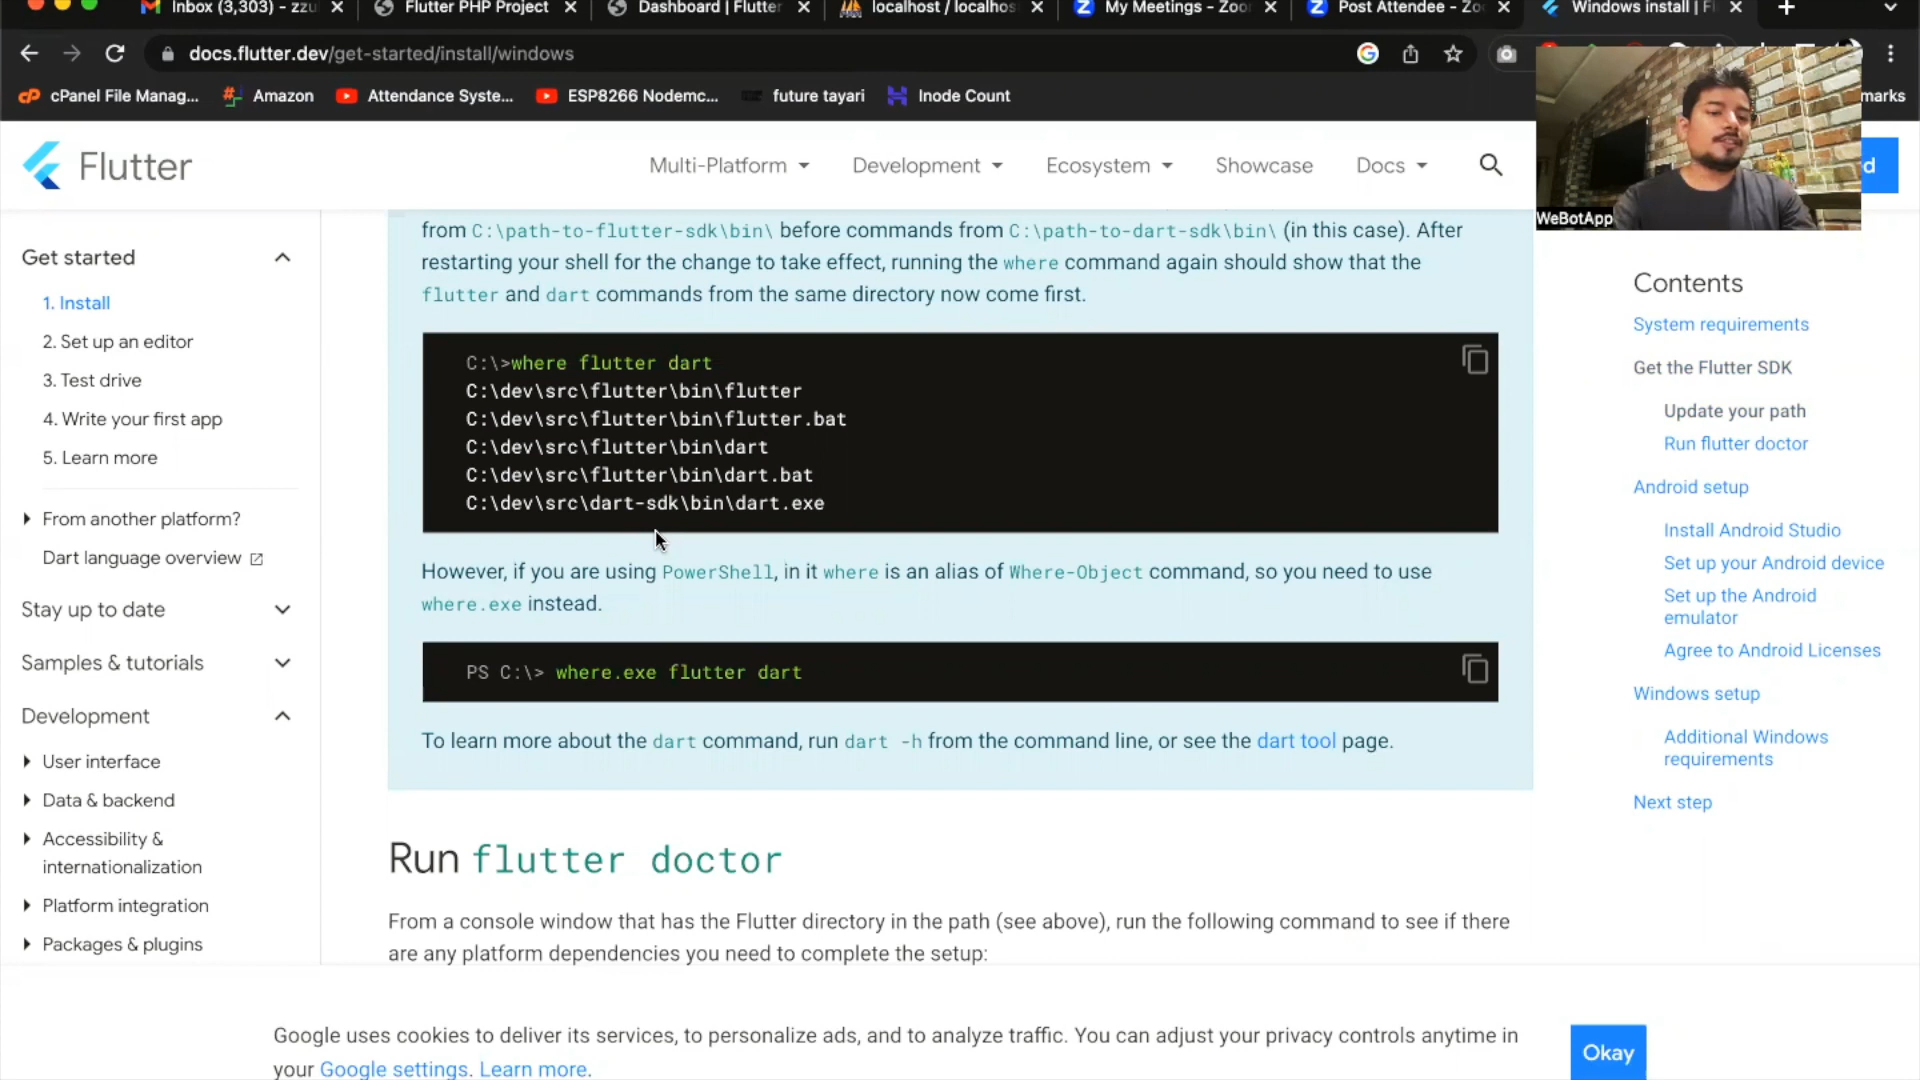 Inbox (3,303) - zzu
Flutter PHP Project
Dashboard | Flutter
localhost / localhos
My Meetings - Zoo
Post Attendee - Zo
Windows install | Fl
docs.flutter.dev/get-started/install/windows
cPanel File Manag...
Amazon
Attendance Syste...
ESP8266 Nodemc...
future tayari
Inode Count
marks
Flutter
Multi-Platform
Development
Ecosystem
Showcase
Docs
d
WeBotApp
Get started
1. Install
2. Set up an editor
3. Test drive
4. Write your first app
5. Learn more
From another platform?
Dart language overview
Stay up to date
Samples & tutorials
Development
User interface
Data & backend
Accessibility &
internationalization
Platform integration
Packages & plugins
from C:\path-to-flutter-sdk\bin\ before commands from C:\path-to-dart-sdk\bin\ (in this case). After
restarting your shell for the change to take effect, running the where command again should show that the
flutter and dart commands from the same directory now come first.
C:\>where flutter dart
C:\dev\src\flutter\bin\flutter
C:\dev\src\flutter\bin\flutter.bat
C:\dev\src\flutter\bin\dart
C:\dev\src\flutter\bin\dart.bat
C:\dev\src\dart-sdk\bin\dart.exe
However, if you are using PowerShell, in it where is an alias of Where-Object command, so you need to use
where.exe instead.
PS C:\> where.exe flutter dart
To learn more about the dart command, run dart -h from the command line, or see the dart tool page.
Run flutter doctor
From a console window that has the Flutter directory in the path (see above), run the following command to see if there
are any platform dependencies you need to complete the setup:
Contents
System requirements
Get the Flutter SDK
Update your path
Run flutter doctor
Android setup
Install Android Studio
Set up your Android device
Set up the Android
emulator
Agree to Android Licenses
Windows setup
Additional Windows
requirements
Next step
Google uses cookies to deliver its services, to personalize ads, and to analyze traffic. You can adjust your privacy controls anytime in
your Google settings. Learn more.
Okay